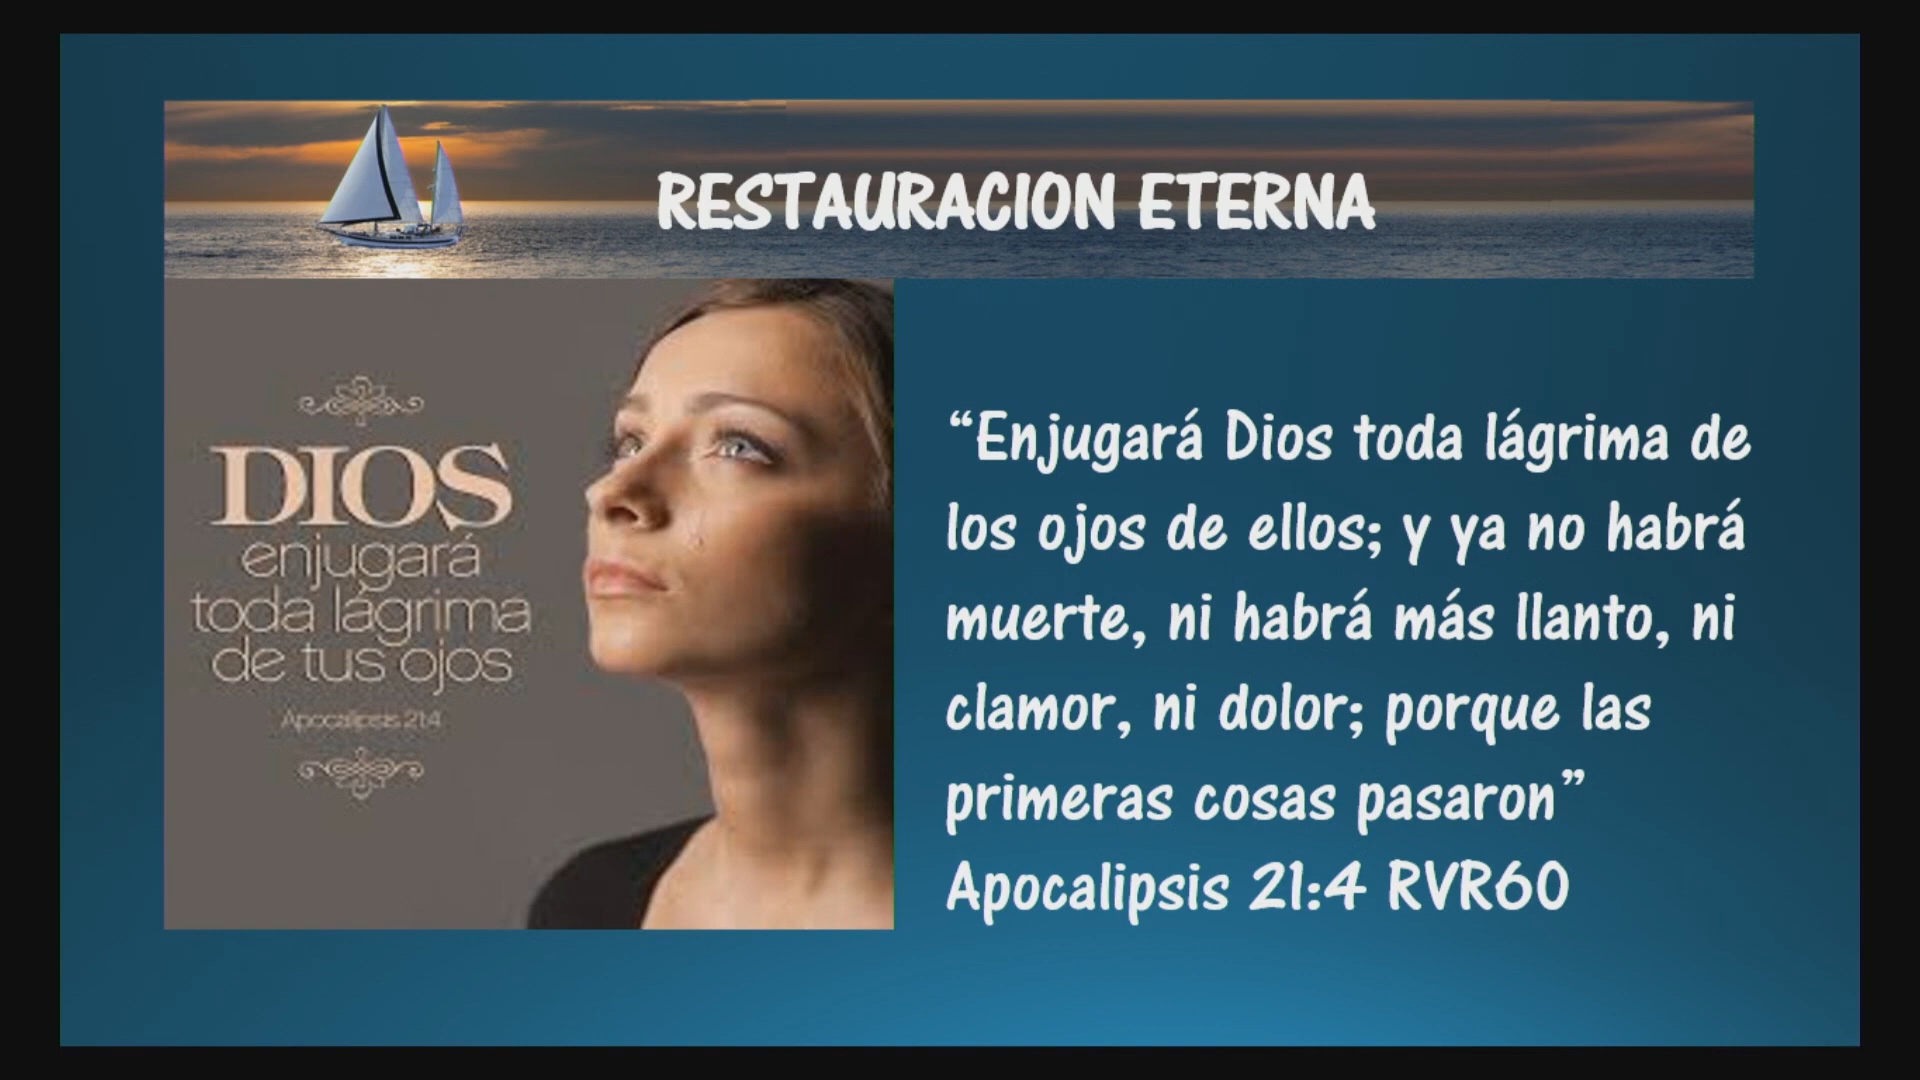 RESTAURACION ETERNA
DIOS
enjugará
toda lágrima
de tus ojos
Apocalipsis 21:4
“Enjugará Dios toda lágrima de
los ojos de ellos; y ya no habrá
muerte, ni habrá más llanto, ni
clamor, ni dolor; porque las
primeras cosas pasaron”
Apocalipsis 21:4 RVR60